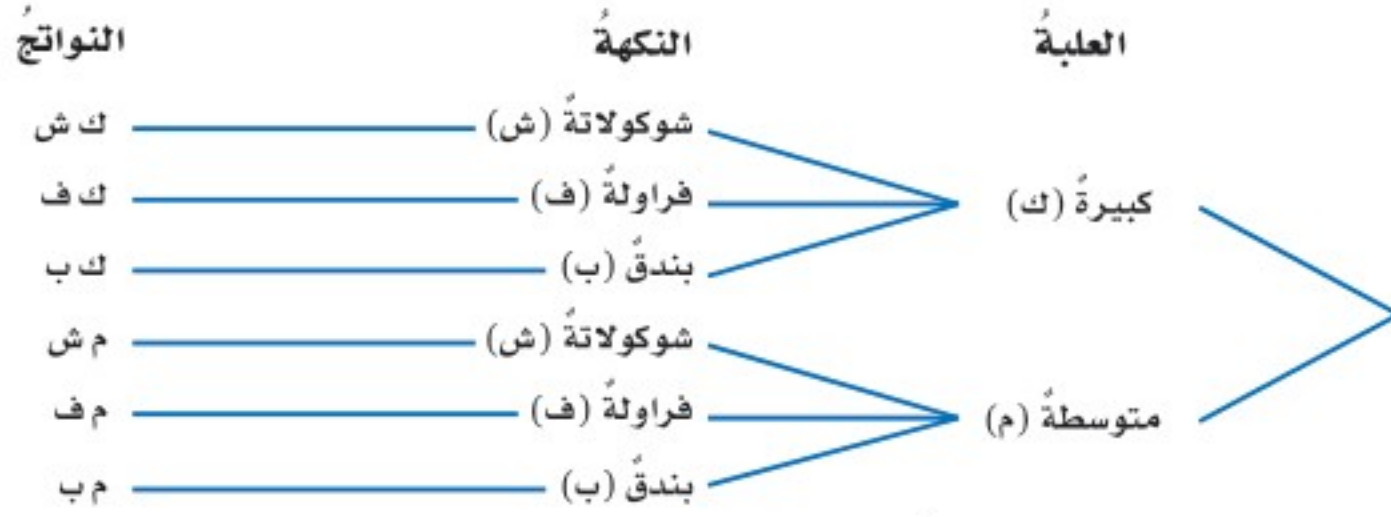 العلبةُ النكهةُ النواتجُ
شوكولاتةٌ (ش) ك ش
كبيرةٌ (ك) فراولةٌ (ف) ك ف
بندقٌ (ب) ك ب
شوكولاتةٌ (ش) م ش
متوسطةٌ (م) فراولةٌ (ف) م ف
بندقٌ (ب) م ب